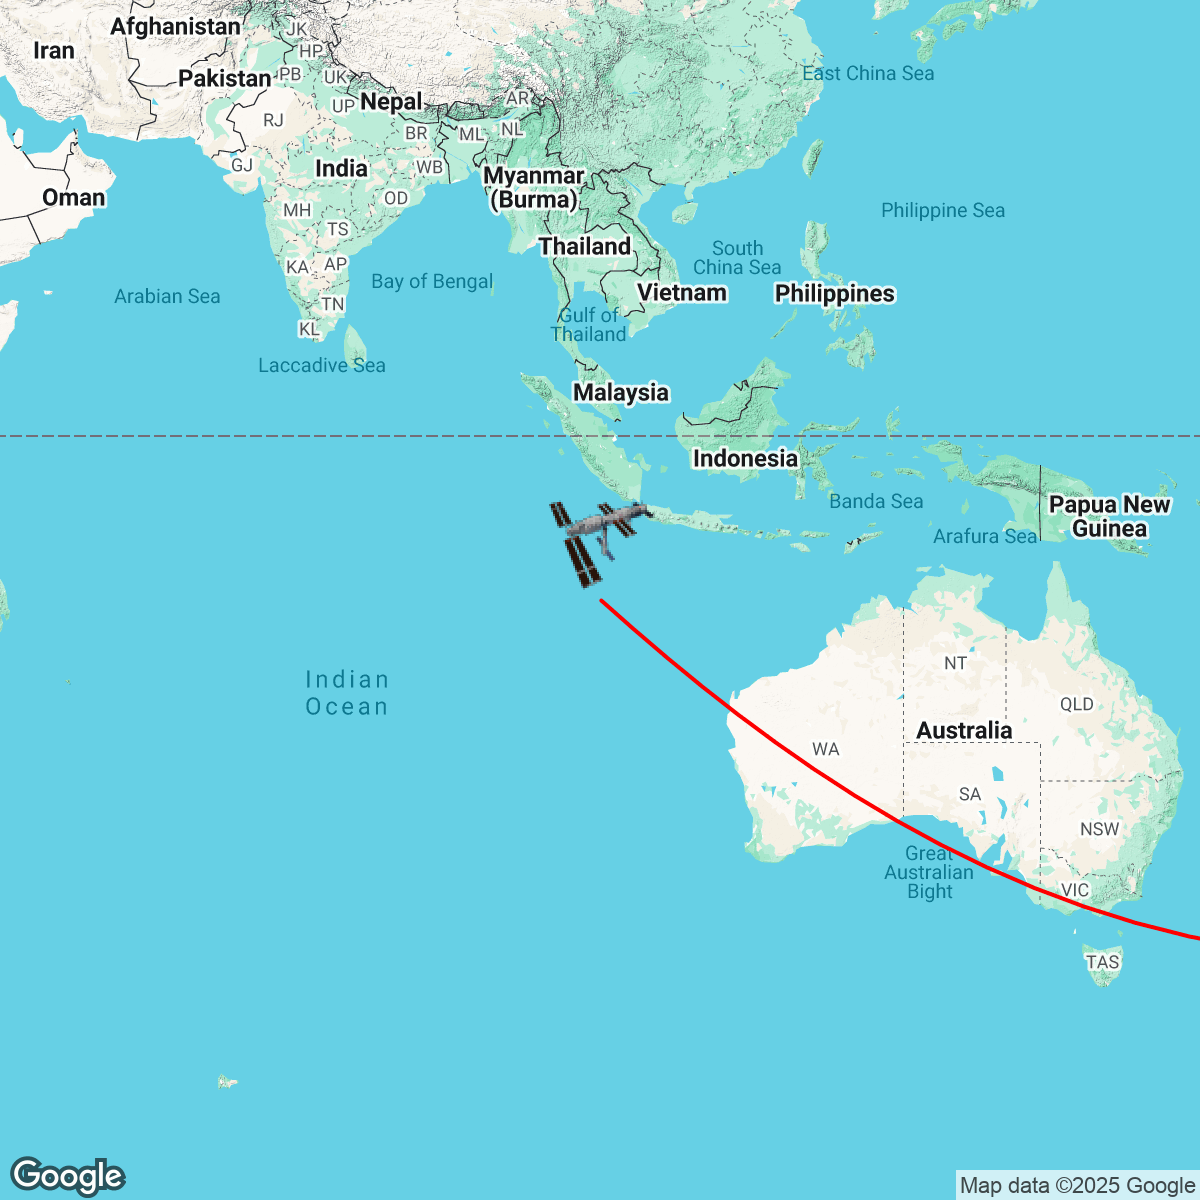 Afghanistan
JK
Iran
HP
Pakistan
PB
UK
East China Sea
Nepal
UP
AR
RJ
BR
ML
NL
GJ
India
WB
Myanmar
(Burma)
Oman
MH
OD
Philippine Sea
TS
Thailand
South
China Sea
KA
AP
Bay of Bengal
Arabian Sea
TN
Vietnam
Philippines
KL
Gulf of
Thailand
Laccadive Sea
Malaysia
Indonesia
Banda Sea
Papua New
Guinea
Arafura Sea
Indian
Ocean
NT
QLD
Australia
WA
SA
NSW
Great
Australian
Bight
VIC
TAS
Google
Map data ©2025 Google